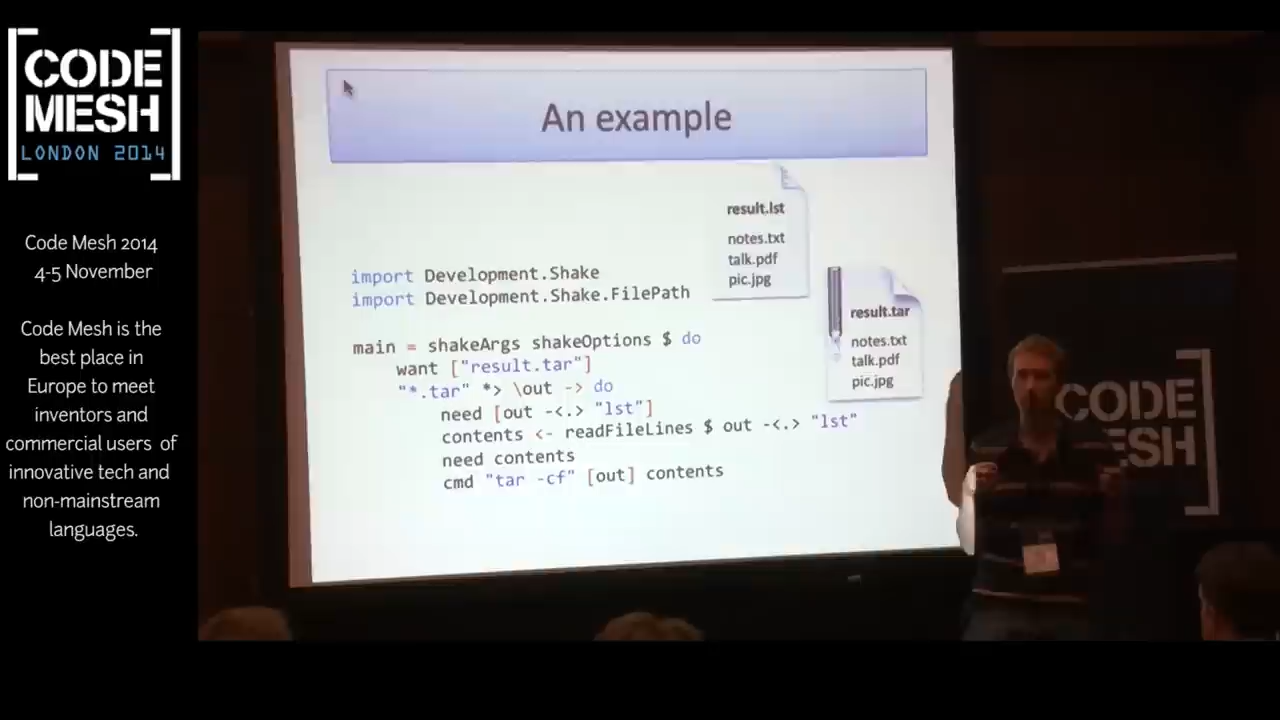 CODE
MESH
LONDON 2014
Code Mesh 2014
4-5 November
Code Mesh is the
best place in
Europe to meet
inventors and
commercial users of
innovative tech and
non-mainstream
languages.
An example
result.lst
notes.txt
talk.pdf
pic.jpg
result.tar
notes.txt
talk.pdf
pic.jpg
import Development.Shake
import Development.Shake.FilePath
main = shakeArgs shakeOptions $ do
want ["result.tar"]
"*.tar" *> \out -> do
need [out -<.> "lst"]
contents <- readFileLines $ out -<.> "lst"
need contents
cmd "tar -cf" [out] contents
CODE
MESH